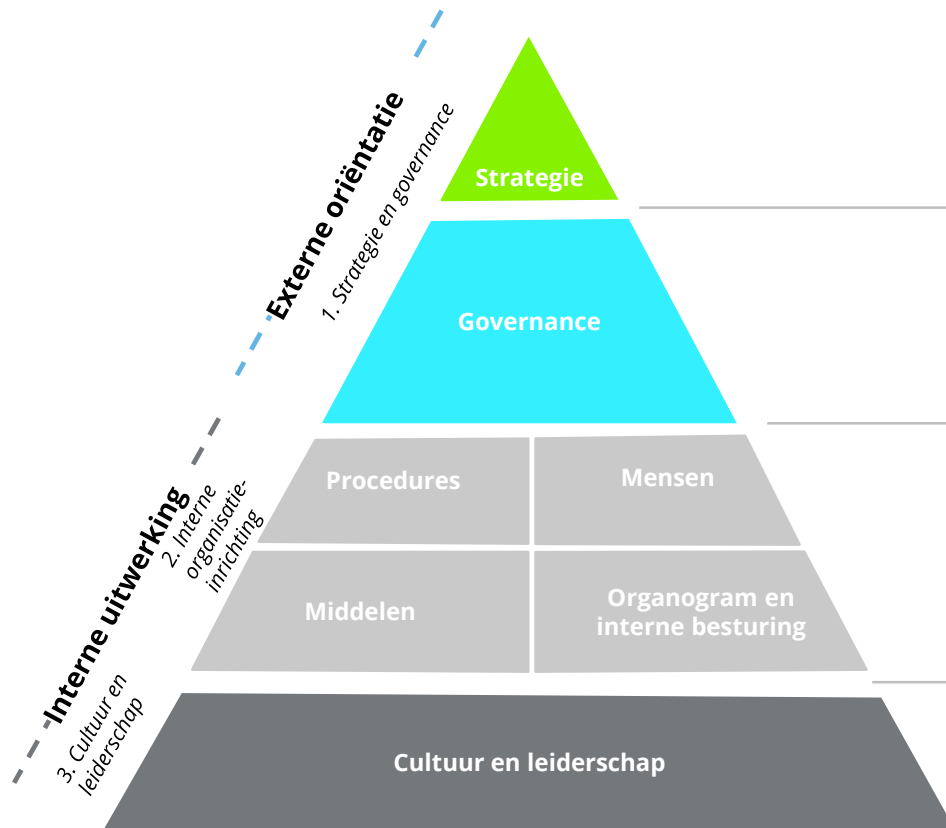 Externe oriëntatie
1. Strategie en governance
Strategie
Governance
Interne uitwerking
2. Interne
organisatie-
inrichting
Procedures
Mensen
Middelen
Organogram en
interne besturing
3. Cultuur en
leiderschap
Cultuur en leiderschap